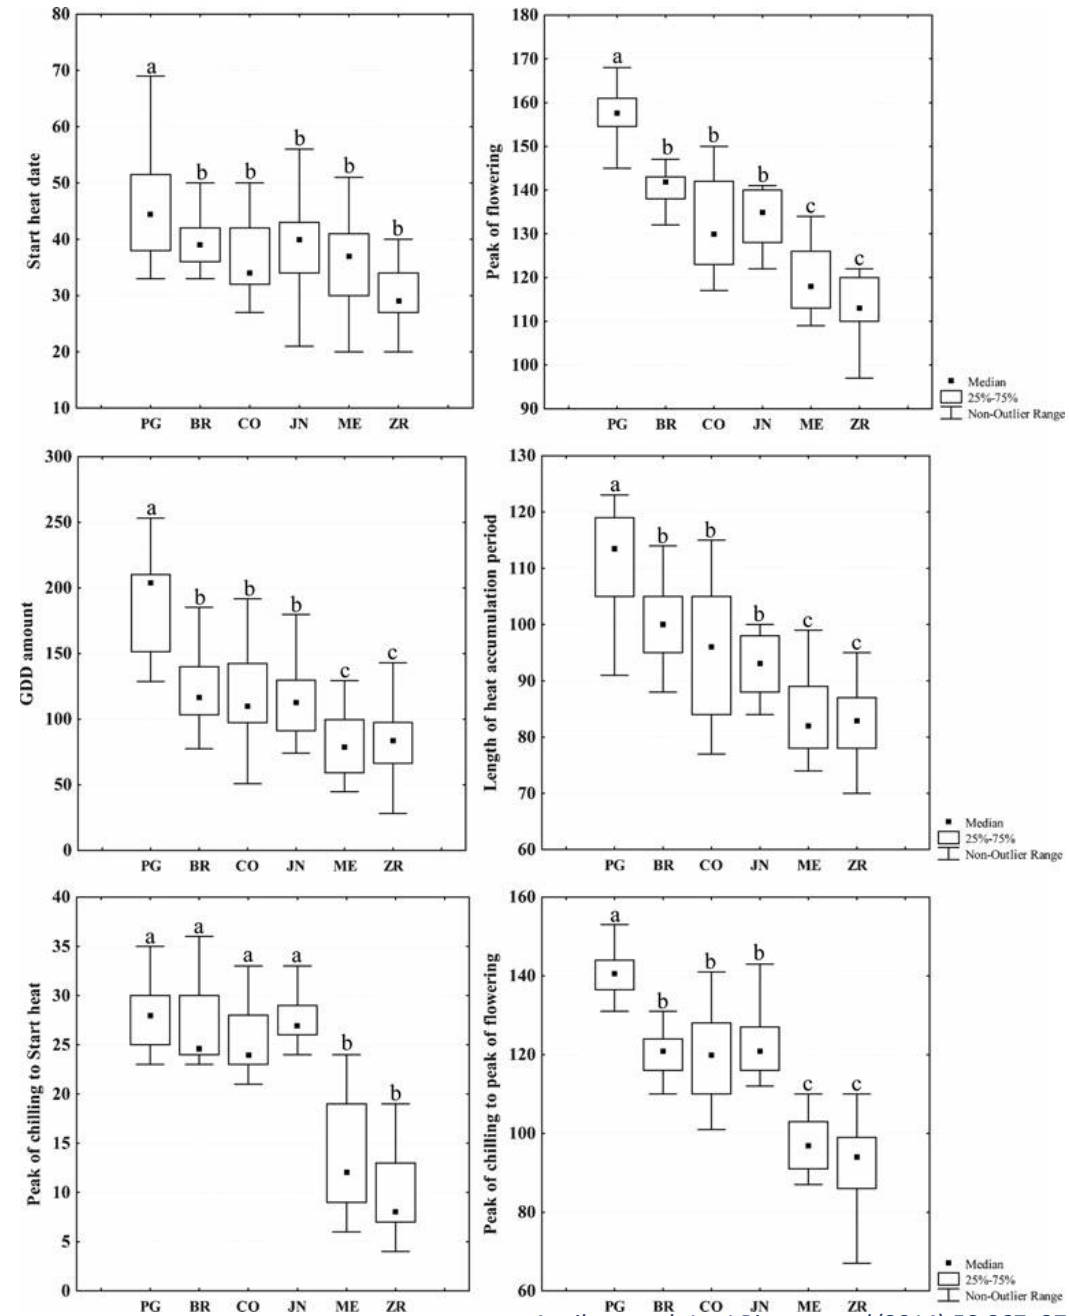 80
70
60
50
40
30
20
10
Start heat date
a
b
b
b
b
b
PG BR CO JN ME ZR
180
170
160
150
140
130
120
110
100
90
Peak of flowering
a
b
b
b
c
c
PG BR CO JN ME ZR
Median
25%-75%
Non-Outlier Range
300
250
200
150
100
50
0
GDD amount
a
b
b
b
c
c
PG BR CO JN ME ZR
130
120
110
100
90
80
70
60
Length of heat accumulation period
a
b
b
b
c
c
PG BR CO JN ME ZR
Median
25%-75%
Non-Outlier Range
40
35
30
25
20
15
10
5
0
Peak of chilling to Start heat
a
a
a
a
b
b
PG BR CO JN ME ZR
160
140
120
100
80
60
Peak of chilling to peak of flowering
a
b
b
b
c
c
PG BR CO JN ME ZR
Median
25%-75%
Non-Outlier Range